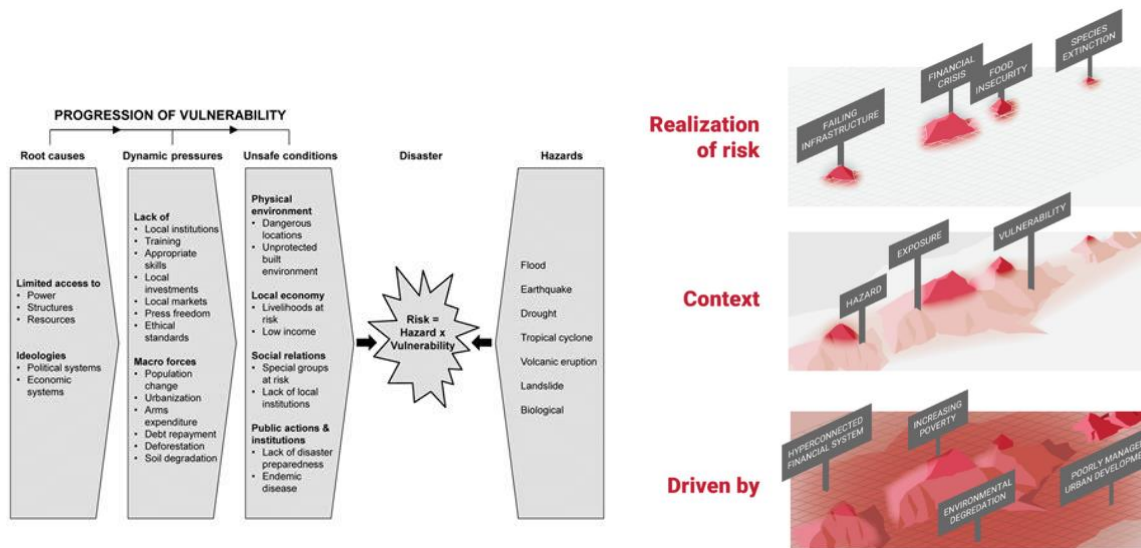 PROGRESSION OF VULNERABILITY
Root causes
Dynamic pressures
Unsafe conditions
Disaster
Hazards
Limited access to
• Power
• Structures
• Resources
Ideologies
• Political systems
• Economic
systems
Lack of
• Local institutions
• Training
• Appropriate
skills
• Local
investments
• Local markets
• Press freedom
• Ethical
standards
Macro forces
• Population
change
• Urbanization
• Arms
expenditure
• Debt repayment
• Deforestation
• Soil degradation
Physical
environment
• Dangerous
locations
• Unprotected
built
environment
Local economy
• Livelihoods at
risk
• Low income
Social relations
• Special groups
at risk
• Lack of local
institutions
Public actions &
institutions
• Lack of disaster
preparedness
• Endemic
disease
Risk =
Hazard x
Vulnerability
Flood
Earthquake
Drought
Tropical cyclone
Volcanic eruption
Landslide
Biological
Realization
of risk
FAILING
INFRASTRUCTURE
FINANCIAL
CRISIS
FOOD
INSECURITY
SPECIES
EXTINCTION
Context
HAZARD
EXPOSURE
VULNERABILITY
Driven by
HYPERCONNECTED
FINANCIAL SYSTEM
INCREASING
POVERTY
ENVIRONMENTAL
DEGREDATION
POORLY MANAGE
URBAN DEVELOPM